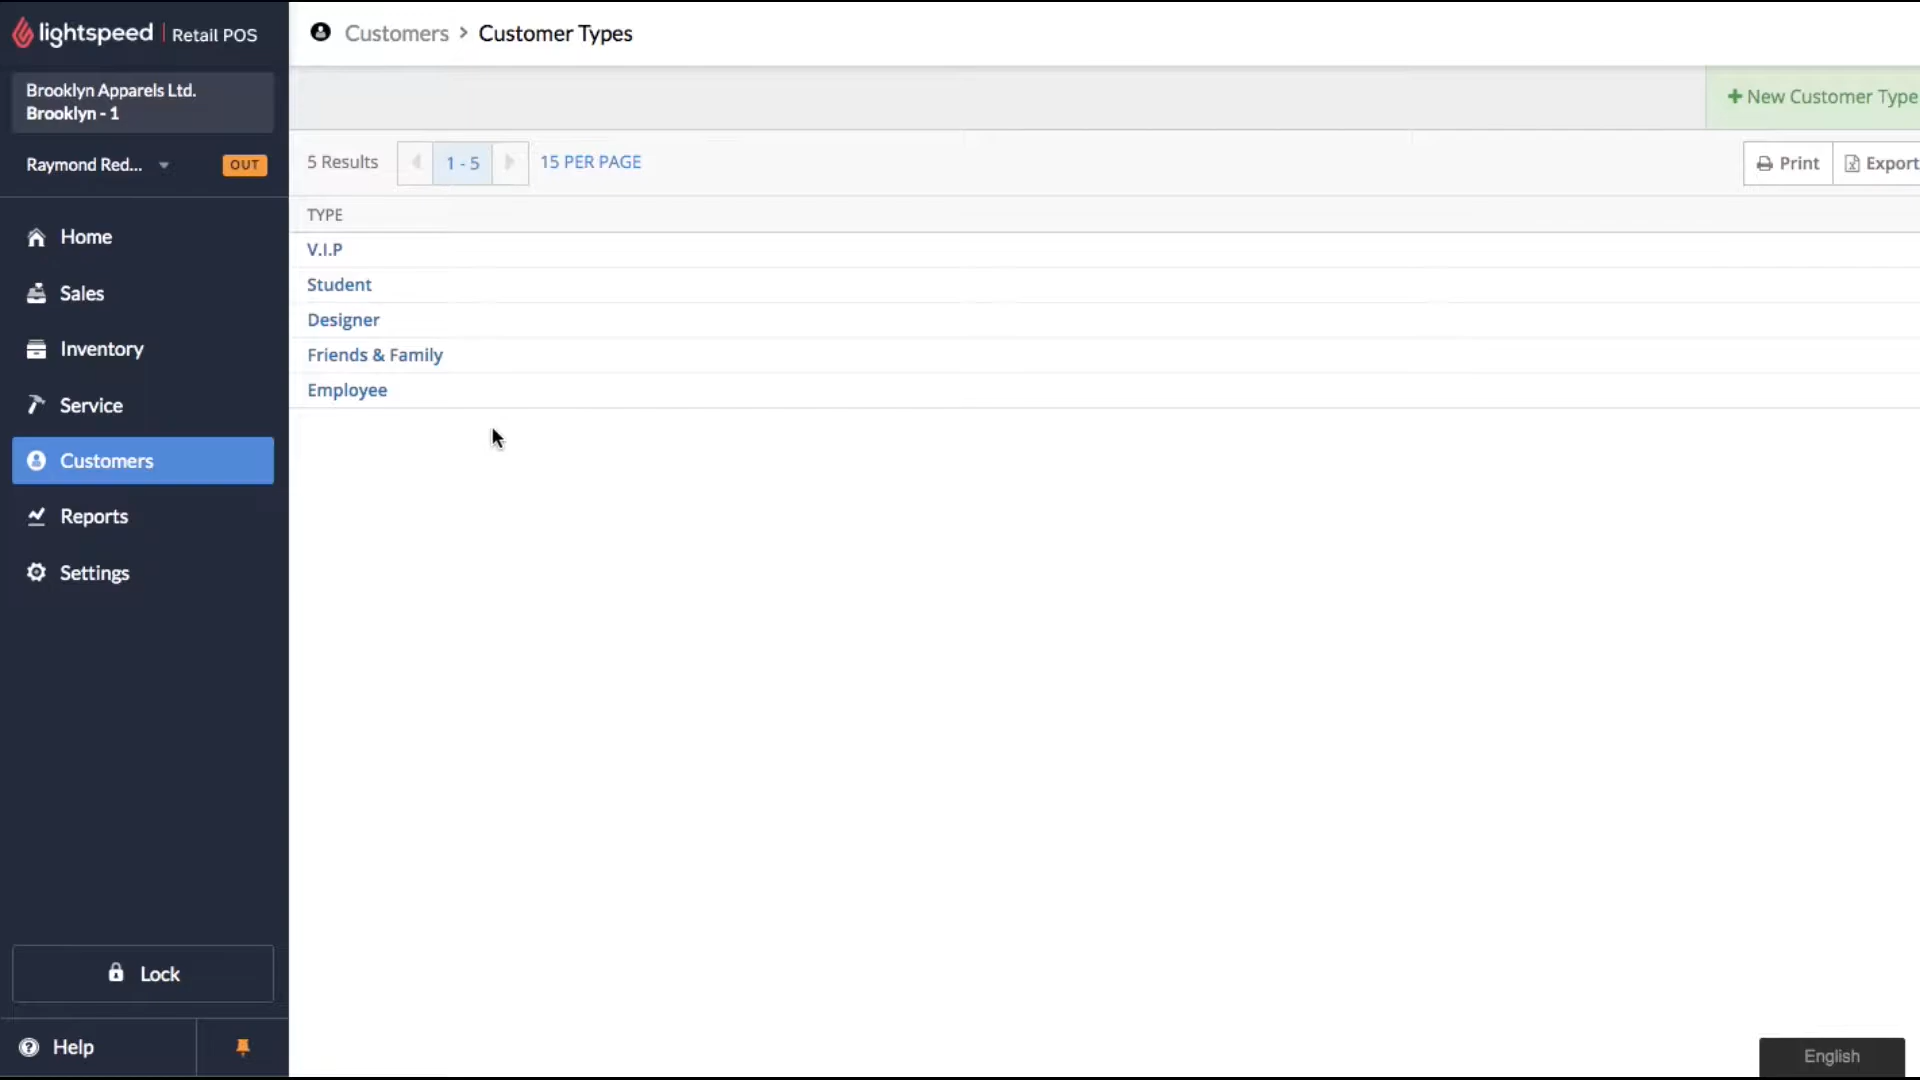 lightspeed | Retail POS
Customers > Customer Types
Brooklyn Apparels Ltd.
Brooklyn - 1
+ New Customer Type
Raymond Red...
OUT
5 Results
1 - 5
15 PER PAGE
Print
Export
TYPE
V.I.P
Student
Designer
Friends & Family
Employee
Home
Sales
Inventory
Service
Customers
Reports
Settings
Lock
Help
English